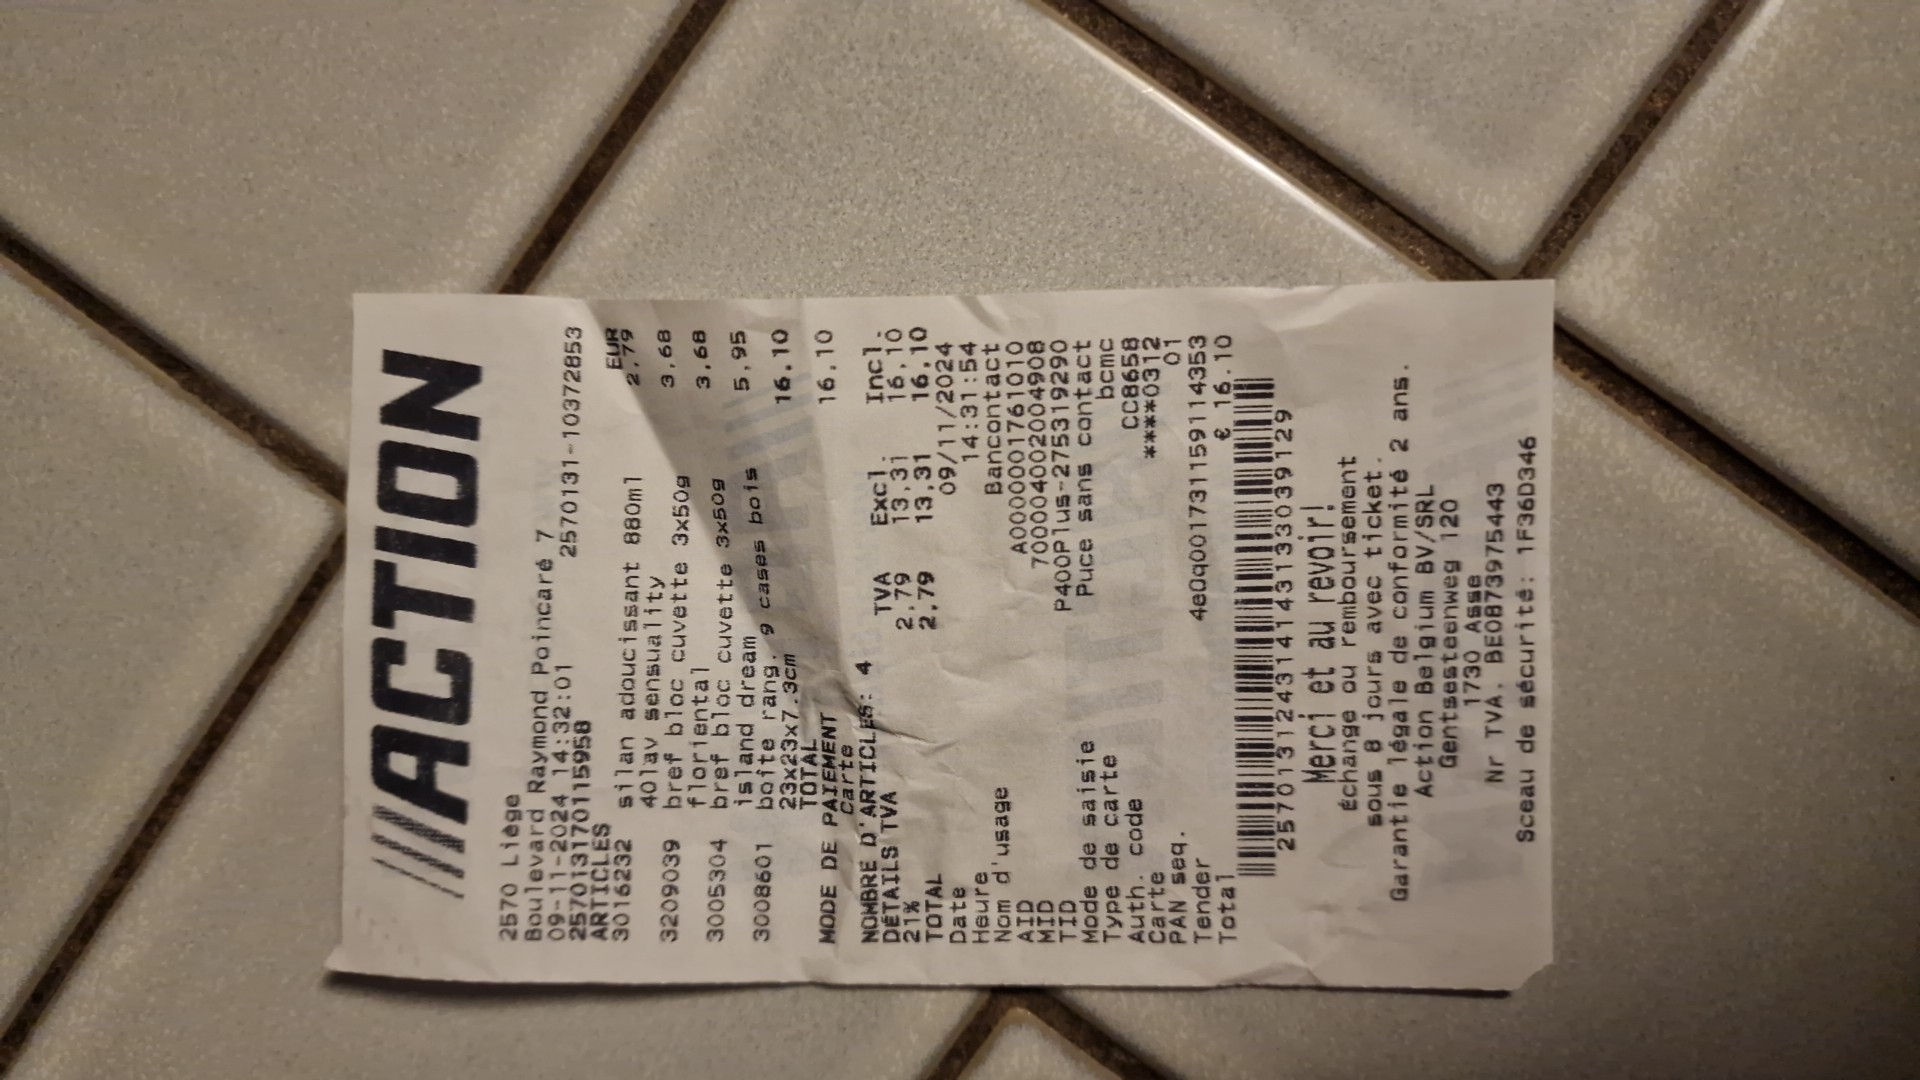 ///ACTION
2570 Liège
Boulevard Raymond Poincaré 7
09-11-2024 14:32:01 2570131-10372853
2570131701​15958
ARTICLES EUR
3016232 silan adoucissant 880ml 2.79
40lav sensuality
3209039 bref bloc cuvette 3x50g 3.68
floriental
3005304 bref bloc cuvette 3x50g 3.68
island dream
3008601 boîte rang. 9 cases bois 5.95
23x23x7.3cm
TOTAL 16.10
MODE DE PAIEMENT
Carte 16.10
NOMBRE D'ARTICLES: 4
DÉTAILS TVA TVA Excl. Incl.
21% 2.79 13.31 16.10
TOTAL 2.79 13.31 16.10
Date 09/11/2024
Heure 14:31:54
Nom d'usage Bancontact
AID A0000001761010
MID 700004002004908
TID P400Plus-275319290
Mode de saisie Puce sans contact
Type de carte bcmc
Auth. code CC8658
Carte ****0312
PAN seq. 01
Tender 4e0q001731159114353
Total € 16.10
257013124314143133039129
Merci et au revoir!
Échange ou remboursement
sous 8 jours avec ticket.
Garantie légale de conformité 2 ans.
Action Belgium BV/SRL
Gentsesteenweg 120
1730 Asse
Nr TVA. BE0873975443
Sceau de sécurité: 1F36D346